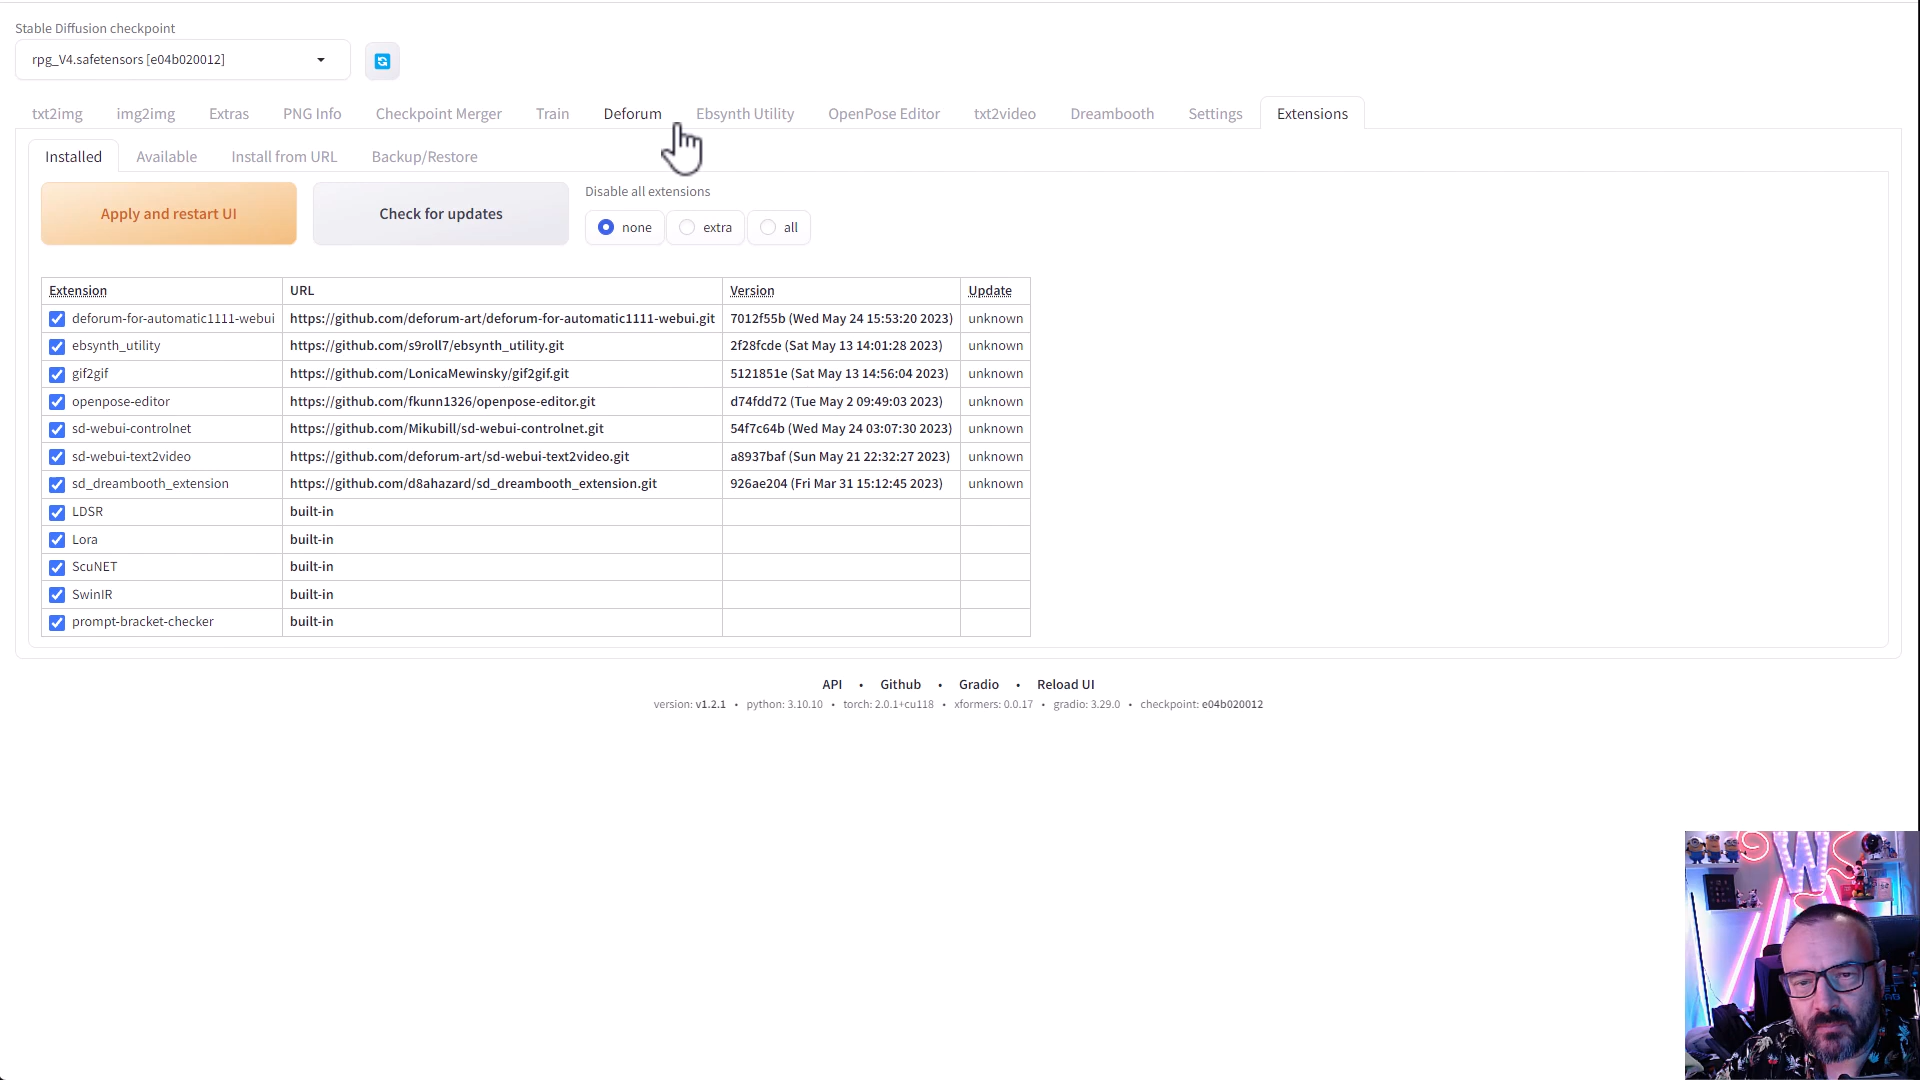 Stable Diffusion checkpoint
rpg_V4.safetensors [e04b020012]
txt2img img2img Extras PNG Info Checkpoint Merger Train Deforum Ebsynth Utility OpenPose Editor txt2video Dreambooth Settings Extensions
Installed Available Install from URL Backup/Restore
Apply and restart UI Check for updates
Disable all extensions
none extra all
Extension URL Version Update
deforum-for-automatic1111-webui https://github.com/deforum-art/deforum-for-automatic1111-webui.git 7012f55b (Wed May 24 15:53:20 2023) unknown
ebsynth_utility https://github.com/s9roll7/ebsynth_utility.git 2f28fcde (Sat May 13 14:01:28 2023) unknown
gif2gif https://github.com/LonicaMewinsky/gif2gif.git 5121851e (Sat May 13 14:56:04 2023) unknown
openpose-editor https://github.com/fkunn1326/openpose-editor.git d74fdd72 (Tue May 2 09:49:03 2023) unknown
sd-webui-controlnet https://github.com/Mikubill/sd-webui-controlnet.git 54f7c64b (Wed May 24 03:07:30 2023) unknown
sd-webui-text2video https://github.com/deforum-art/sd-webui-text2video.git a8937baf (Sun May 21 22:32:27 2023) unknown
sd_dreambooth_extension https://github.com/d8ahazard/sd_dreambooth_extension.git 926ae204 (Fri Mar 31 15:12:45 2023) unknown
LDSR built-in
Lora built-in
ScuNET built-in
SwinIR built-in
prompt-bracket-checker built-in
API • Github • Gradio • Reload UI
version: v1.2.1 • python: 3.10.10 • torch: 2.0.1+cu118 • xformers: 0.0.17 • gradio: 3.29.0 • checkpoint: e04b020012
W